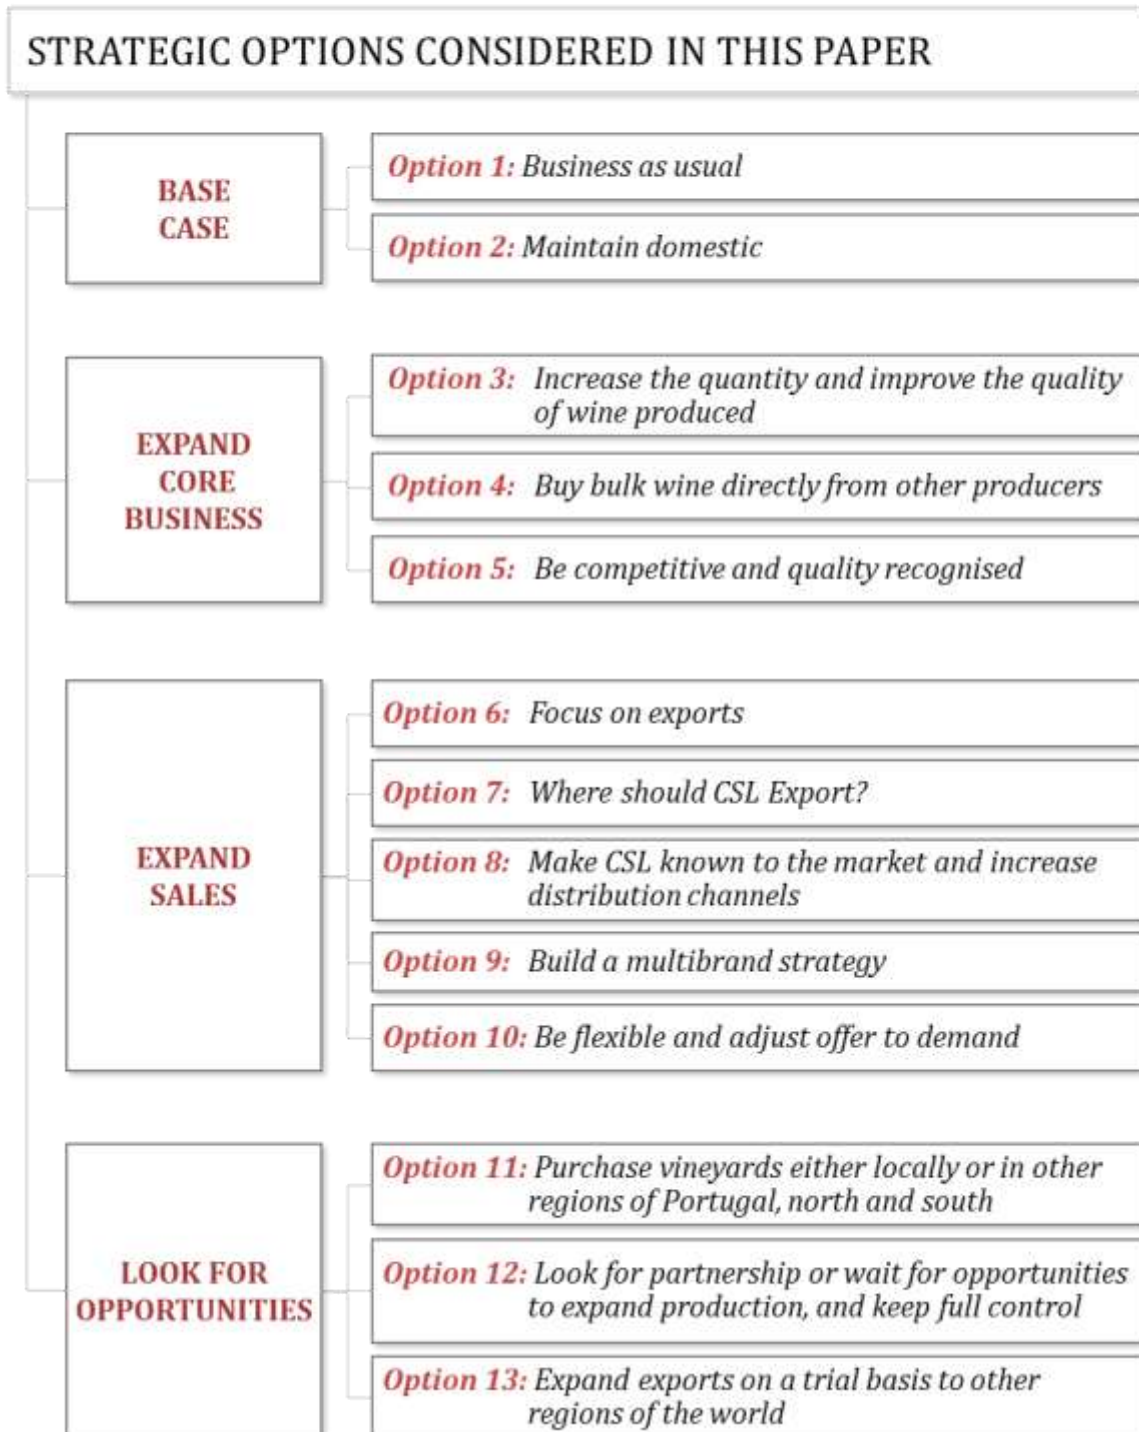 STRATEGIC OPTIONS CONSIDERED IN THIS PAPER
BASE
CASE
Option 1: Business as usual
Option 2: Maintain domestic
EXPAND
CORE
BUSINESS
Option 3: Increase the quantity and improve the quality
of wine produced
Option 4: Buy bulk wine directly from other producers
Option 5: Be competitive and quality recognised
EXPAND
SALES
Option 6: Focus on exports
Option 7: Where should CSL Export?
Option 8: Make CSL known to the market and increase
distribution channels
Option 9: Build a multibrand strategy
Option 10: Be flexible and adjust offer to demand
LOOK FOR
OPPORTUNITIES
Option 11: Purchase vineyards either locally or in other
regions of Portugal, north and south
Option 12: Look for partnership or wait for opportunities
to expand production, and keep full control
Option 13: Expand exports on a trial basis to other
regions of the world